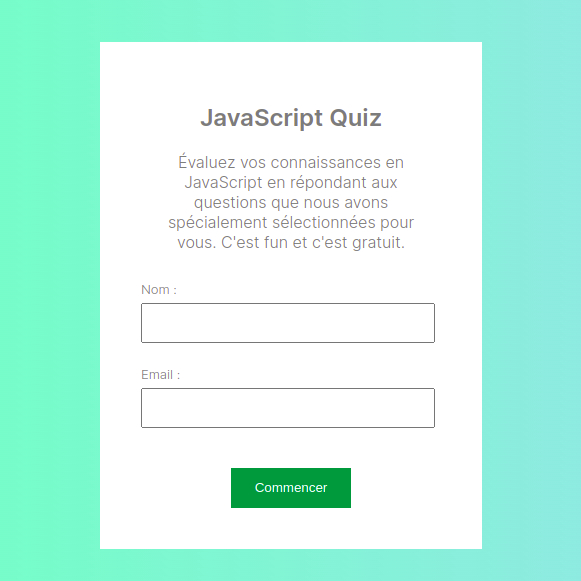 JavaScript Quiz
Évaluez vos connaissances en
JavaScript en répondant aux
questions que nous avons
spécialement sélectionnées pour
vous. C'est fun et c'est gratuit.
Nom :
Email :
Commencer